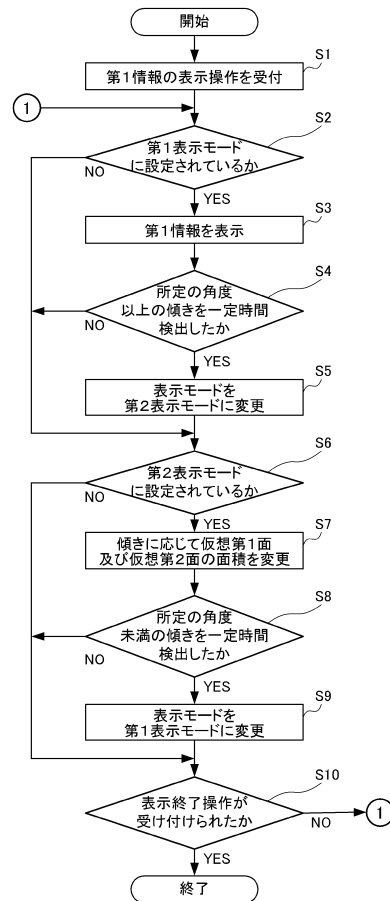 開始
S1
第1情報の表示操作を受付
1
S2
第1表示モード
に設定されているか
NO
YES
S3
第1情報を表示
S4
所定の角度
以上の傾きを一定時間
検出したか
NO
YES
S5
表示モードを
第2表示モードに変更
S6
第2表示モード
に設定されているか
NO
YES
S7
傾きに応じて仮想第1面
及び仮想第2面の面積を変更
S8
所定の角度
未満の傾きを一定時間
検出したか
NO
YES
S9
表示モードを
第1表示モードに変更
S10
表示終了操作が
受け付けられたか
NO
1
YES
終了